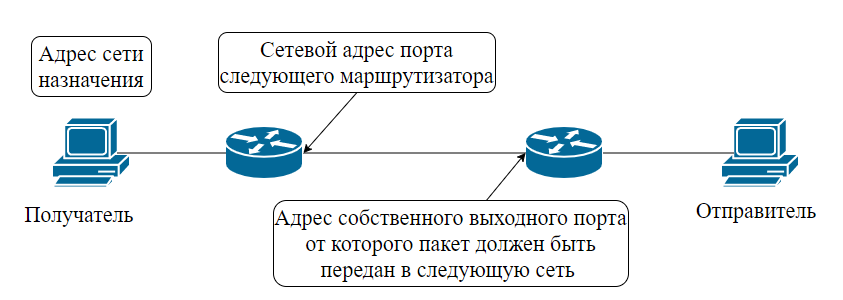 Адрес сети
назначения
Сетевой адрес порта
следующего маршрутизатора
Получатель
Адрес собственного выходного порта
от которого пакет должен быть
передан в следующую сеть
Отправитель